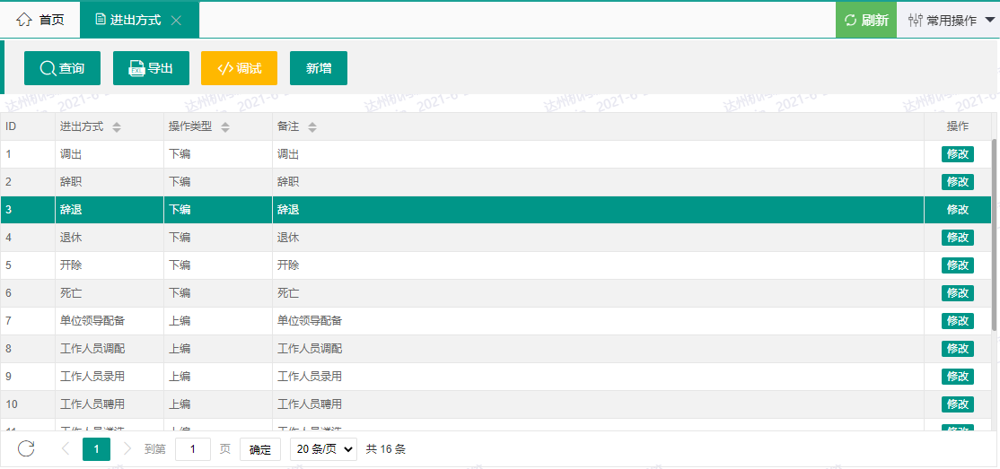 首页 进出方式 刷新 常用操作
查询 EXL 导出 </> 调试 新增
ID 进出方式 操作类型 备注 操作
1 调出 下编 调出 修改
2 辞职 下编 辞职 修改
3 辞退 下编 辞退 修改
4 退休 下编 退休 修改
5 开除 下编 开除 修改
6 死亡 下编 死亡 修改
7 单位领导配备 上编 单位领导配备 修改
8 工作人员调配 上编 工作人员调配 修改
9 工作人员录用 上编 工作人员录用 修改
10 工作人员聘用 上编 工作人员聘用 修改
1 到第 1 页 确定 20 条/页 共 16 条